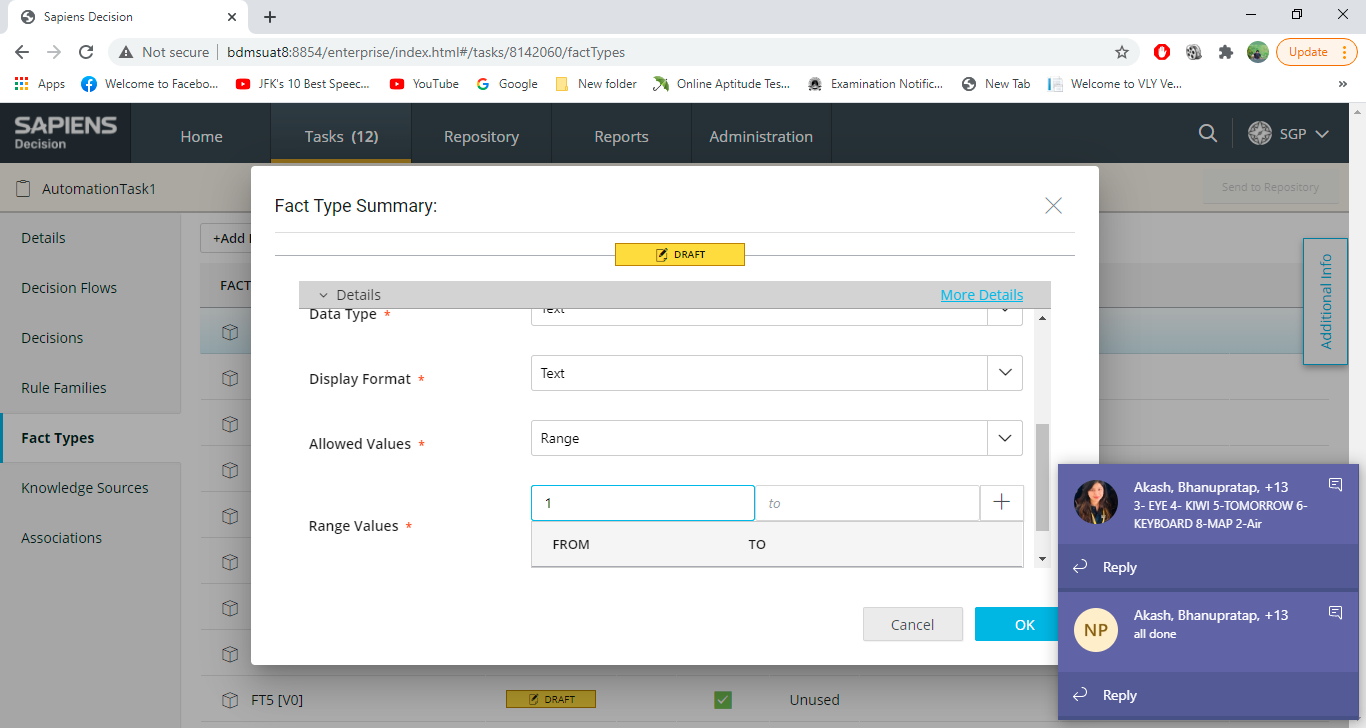 Sapiens Decision
Not secure
bdmsuat8:8854/enterprise/index.html#/tasks/8142060/factTypes
Update
Apps
Welcome to Facebo...
JFK's 10 Best Speec...
YouTube
Google
New folder
Online Aptitude Tes...
Examination Notific...
New Tab
Welcome to VLY Ve...
»
SAPIENS
Decision
Home
Tasks (12)
Repository
Reports
Administration
SGP
AutomationTask1
Send to Repository
Details
Decision Flows
Decisions
Rule Families
Fact Types
Knowledge Sources
Associations
+Add
FACT
Fact Type Summary:
DRAFT
Details
More Details
Data Type *
Text
Display Format *
Text
Allowed Values *
Range
Range Values *
1
to
FROM
TO
Cancel
OK
Additional Info
FT5 [V0]
DRAFT
Unused
Akash, Bhanupratap, +13
3- EYE 4- KIWI 5-TOMORROW 6-
KEYBOARD 8-MAP 2-Air
Reply
NP
Akash, Bhanupratap, +13
all done
Reply